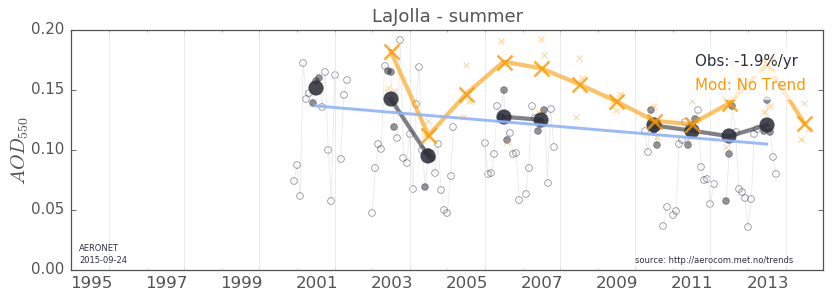 LaJolla - summer
0.20
0.15
0.10
0.05
0.00
AOD550
Obs: -1.9%/yr
Mod: No Trend
AERONET
2015-09-24
source: http://aerocom.met.no/trends
1995 1997 1999 2001 2003 2005 2007 2009 2011 2013